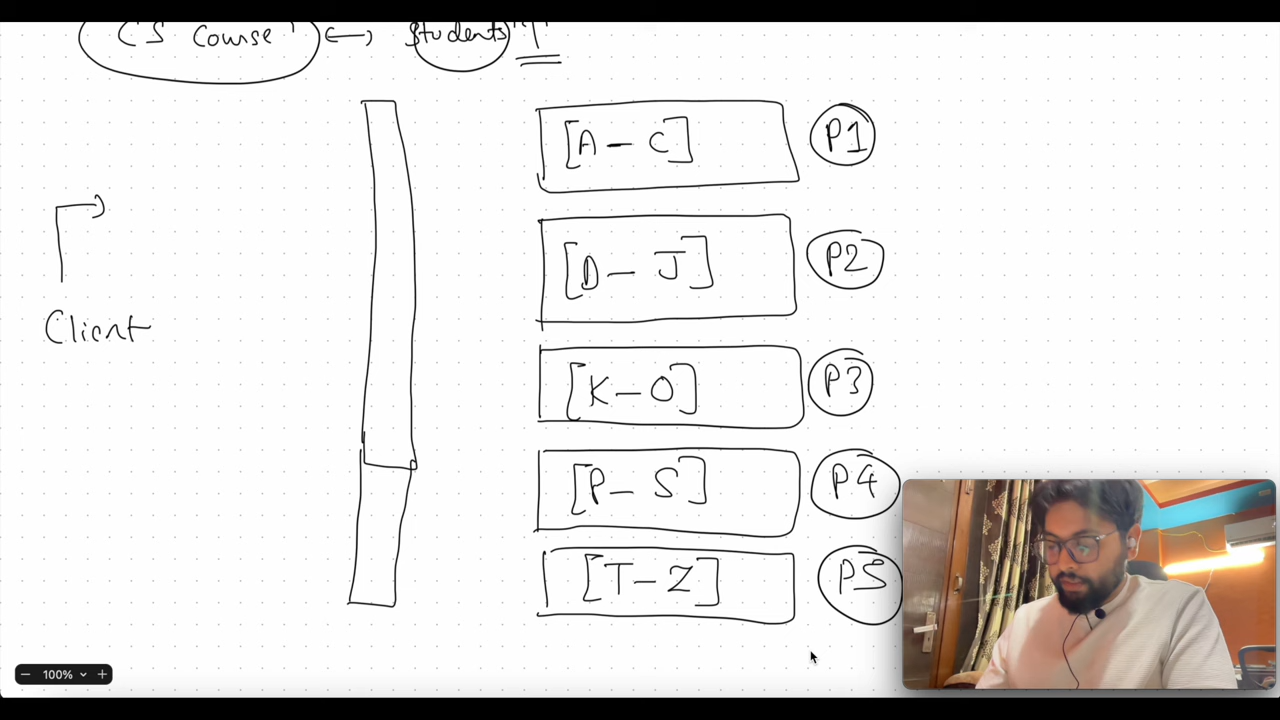 CS Course ⟷ Students
[A – C] P1
[D – J] P2
Client
[K – O] P3
[P – S] P4
[T – Z] P5
− 100% +